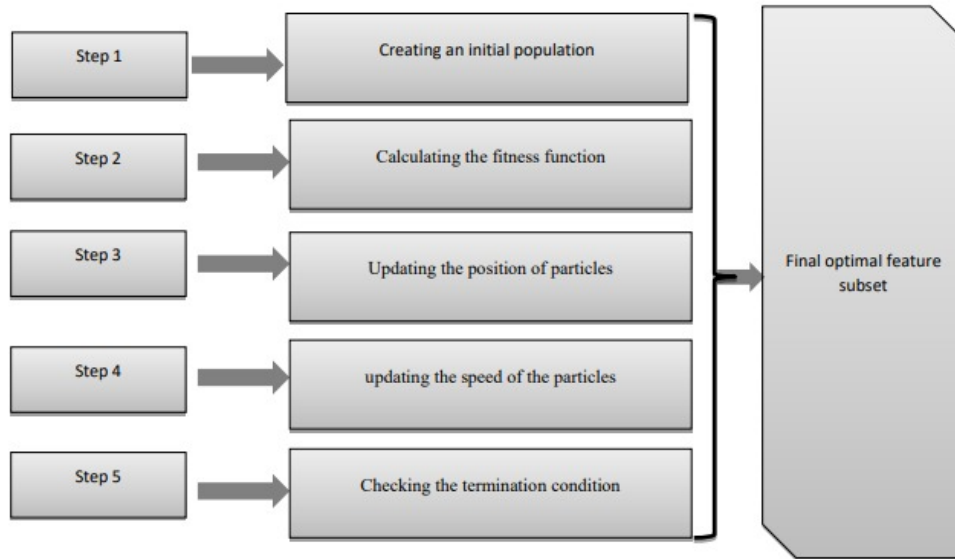 Step 1
Creating an initial population
Step 2
Calculating the fitness function
Step 3
Updating the position of particles
Step 4
updating the speed of the particles
Step 5
Checking the termination condition
Final optimal feature
subset